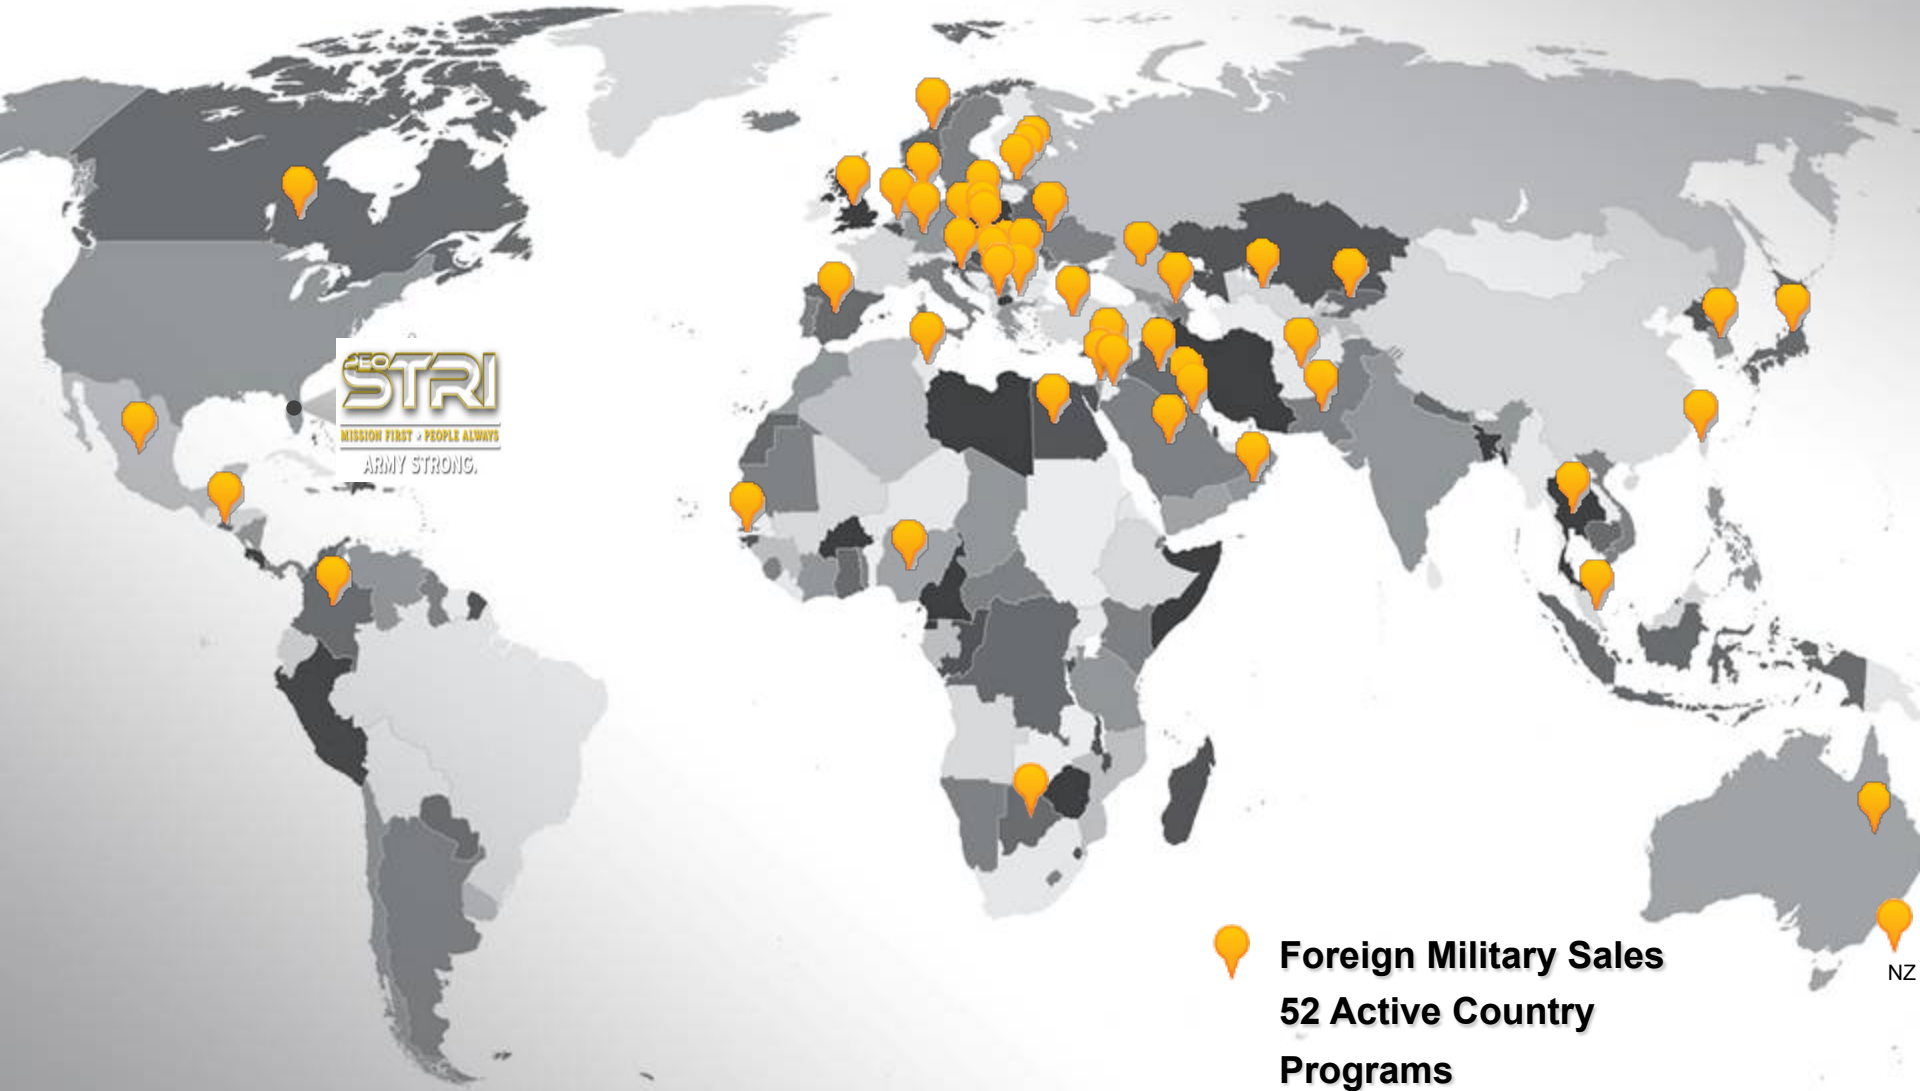 PEO
STRI
MISSION FIRST - PEOPLE ALWAYS
ARMY STRONG.
Foreign Military Sales
NZ
52 Active Country
Programs